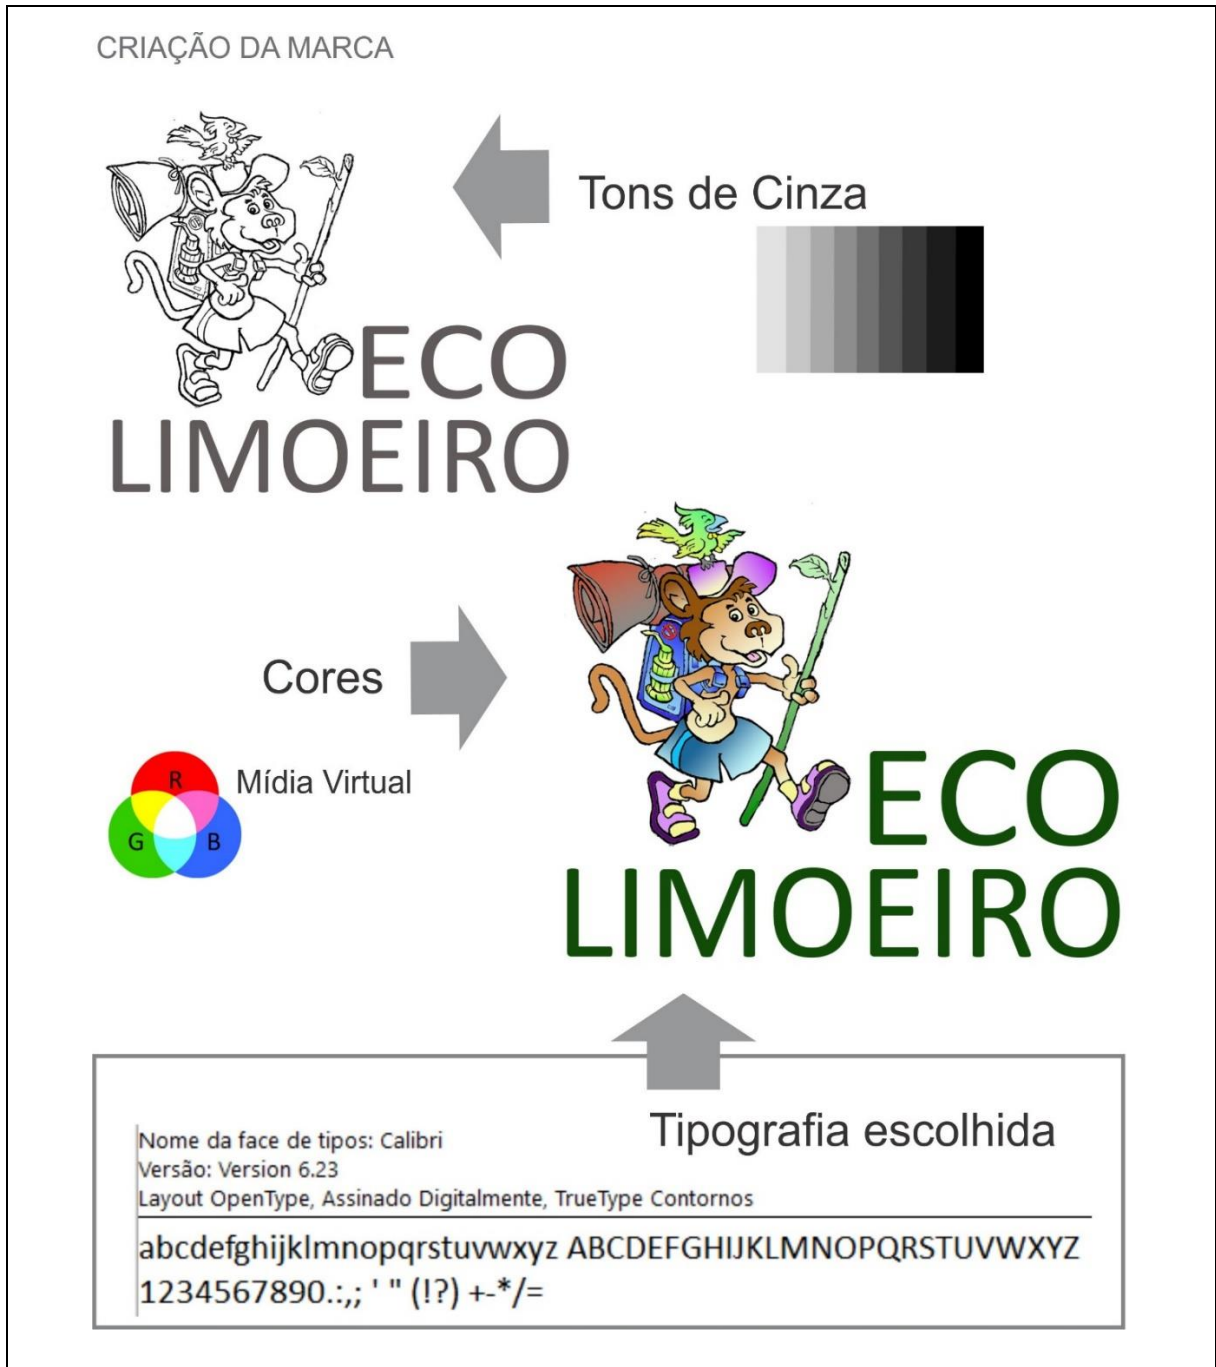 CRIAÇÃO DA MARCA
Tons de Cinza
ECO
LIMOEIRO
Cores
Mídia Virtual
R
G
B
ECO
LIMOEIRO
Tipografia escolhida
Nome da face de tipos: Calibri
Versão: Version 6.23
Layout OpenType, Assinado Digitalmente, TrueType Contornos
abcdefghijklmnopqrstuvwxyz ABCDEFGHIJKLMNOPQRSTUVWXYZ
1234567890.:,; ' " (!?) +-*/=